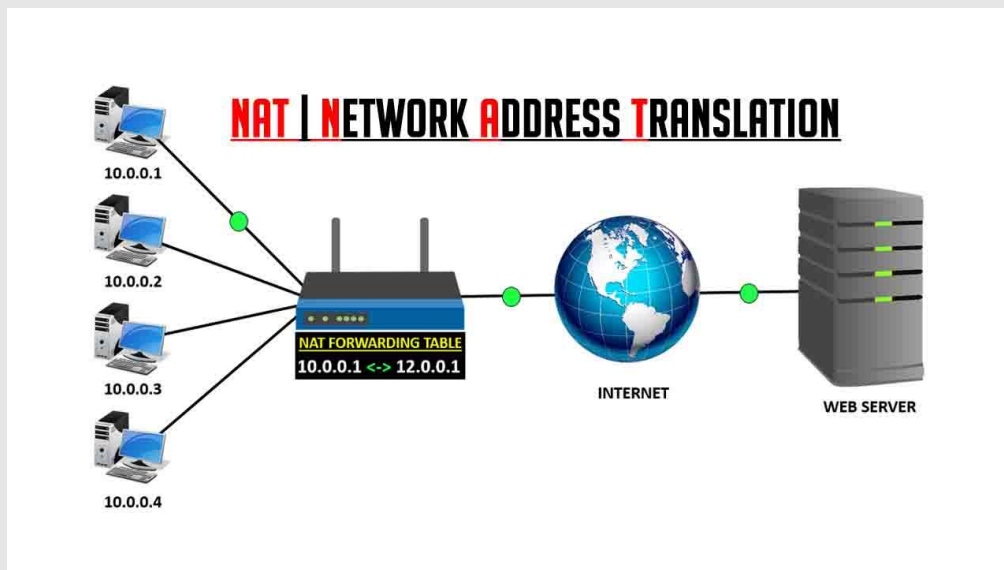 NAT | NETWORK ADDRESS TRANSLATION
10.0.0.1
10.0.0.2
10.0.0.3
10.0.0.4
NAT FORWARDING TABLE
10.0.0.1 <-> 12.0.0.1
INTERNET
WEB SERVER